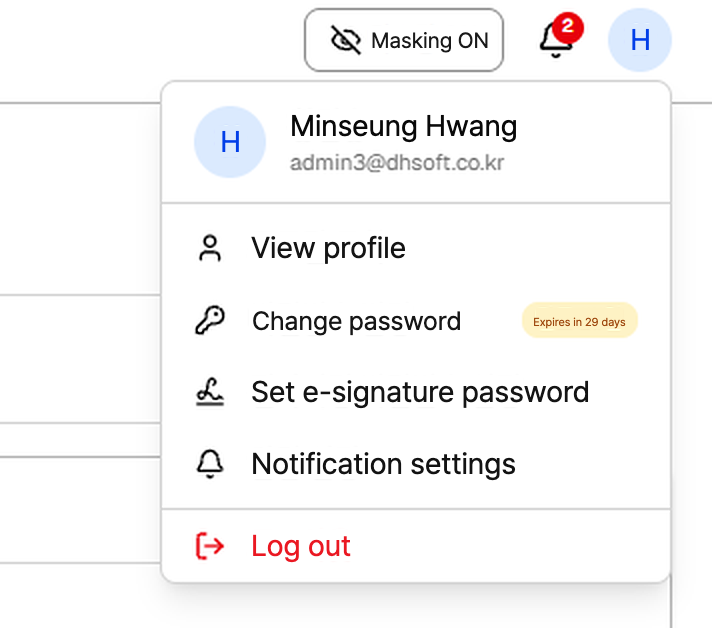 Masking ON
2
H
H
Minseung Hwang
admin3@dhsoft.co.kr
View profile
Change password
Expires in 29 days
Set e-signature password
Notification settings
Log out